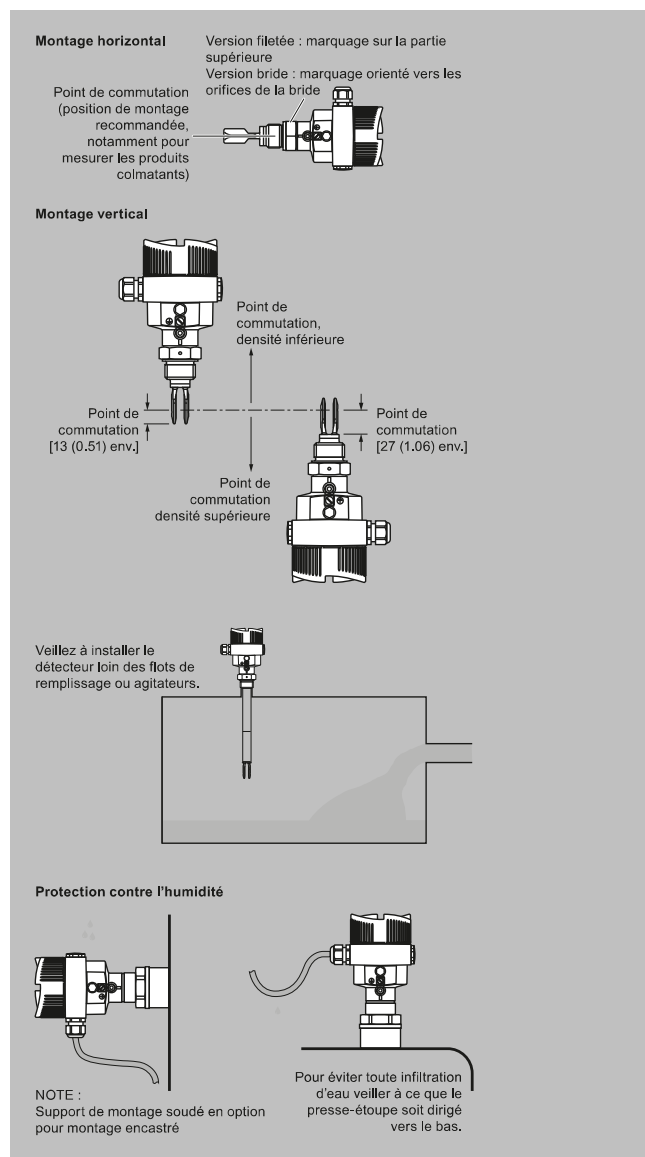 Montage horizontal
Version filetée : marquage sur la partie
supérieure
Version bride : marquage orienté vers les
orifices de la bride
Point de commutation
(position de montage
recommandée,
notamment pour
mesurer les produits
colmatants)
Montage vertical
Point de
commutation,
densité inférieure
Point de
commutation
[13 (0.51) env.]
Point de
commutation
[27 (1.06) env.]
Point de
commutation
densité supérieure
Veillez à installer le
détecteur loin des flots de
remplissage ou agitateurs.
Protection contre l'humidité
NOTE :
Support de montage soudé en option
pour montage encastré
Pour éviter toute infiltration
d'eau veiller à ce que le
presse-étoupe soit dirigé
vers le bas.